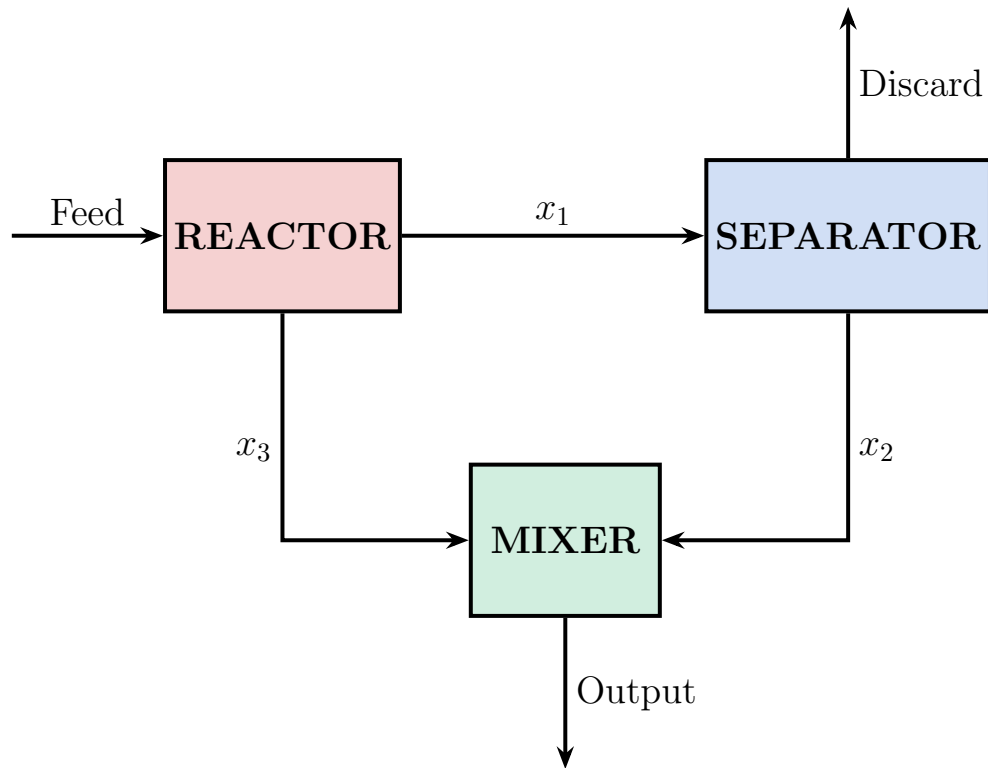 Discard
Feed
x₁
REACTOR
SEPARATOR
x₃
x₂
MIXER
Output